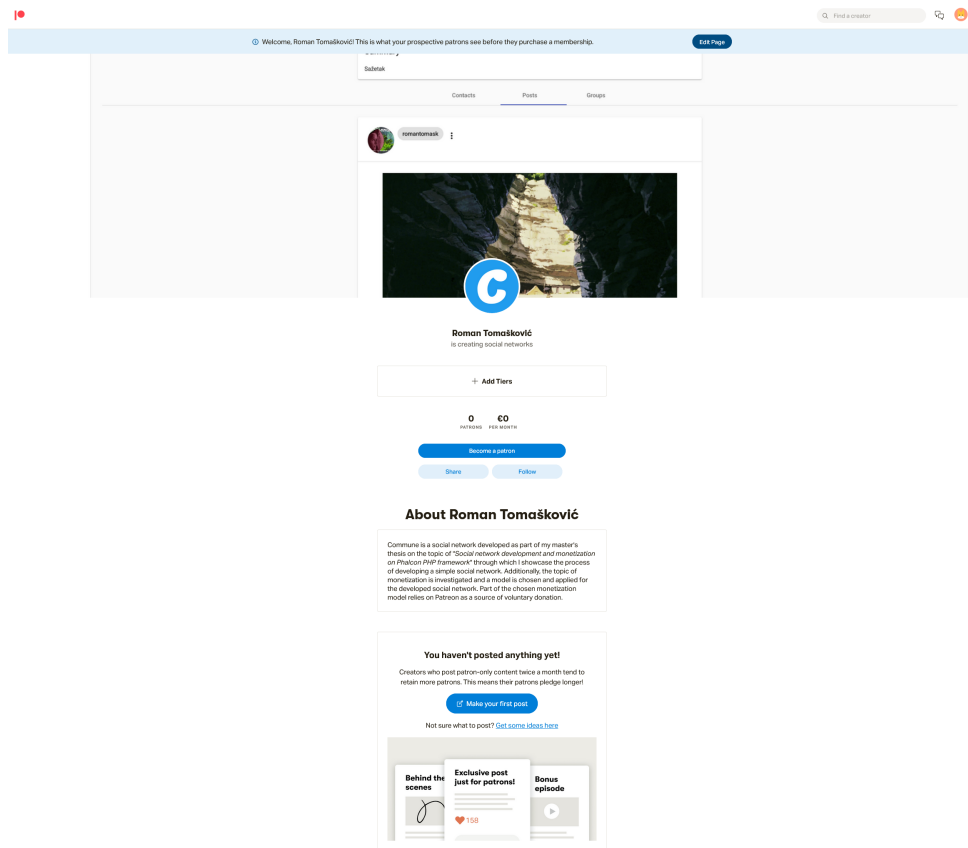 Find a creator
Welcome, Roman Tomašković! This is what your prospective patrons see before they purchase a membership.
Edit Page
Sažetak
Contacts
Posts
Groups
romantomask
C
Roman Tomašković
is creating social networks
+ Add Tiers
0 €0
PATRONS PER MONTH
Become a patron
Share
Follow
About Roman Tomašković
Commune is a social network developed as part of my master's
thesis on the topic of "Social network development and monetization
on Phalcon PHP framework" through which I showcase the process
of developing a simple social network. Additionally, the topic of
monetization is investigated and a model is chosen and applied for
the developed social network. Part of the chosen monetization
model relies on Patreon as a source of voluntary donation.
You haven't posted anything yet!
Creators who post patron-only content twice a month tend to
retain more patrons. This means their patrons pledge longer!
Make your first post
Not sure what to post? Get some ideas here
Behind the
scenes
Exclusive post
just for patrons!
158
Bonus
episode